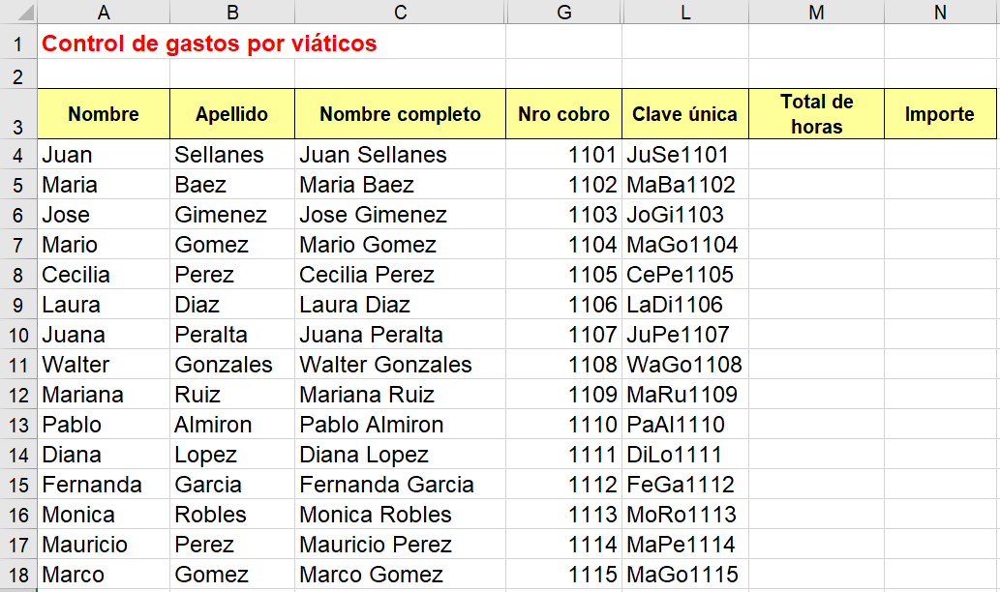 A B C G L M N
1 Control de gastos por viáticos
2
3 Nombre Apellido Nombre completo Nro cobro Clave única Total de horas Importe
4 Juan Sellanes Juan Sellanes 1101 JuSe1101
5 Maria Baez Maria Baez 1102 MaBa1102
6 Jose Gimenez Jose Gimenez 1103 JoGi1103
7 Mario Gomez Mario Gomez 1104 MaGo1104
8 Cecilia Perez Cecilia Perez 1105 CePe1105
9 Laura Diaz Laura Diaz 1106 LaDi1106
10 Juana Peralta Juana Peralta 1107 JuPe1107
11 Walter Gonzales Walter Gonzales 1108 WaGo1108
12 Mariana Ruiz Mariana Ruiz 1109 MaRu1109
13 Pablo Almiron Pablo Almiron 1110 PaAl1110
14 Diana Lopez Diana Lopez 1111 DiLo1111
15 Fernanda Garcia Fernanda Garcia 1112 FeGa1112
16 Monica Robles Monica Robles 1113 MoRo1113
17 Mauricio Perez Mauricio Perez 1114 MaPe1114
18 Marco Gomez Marco Gomez 1115 MaGo1115